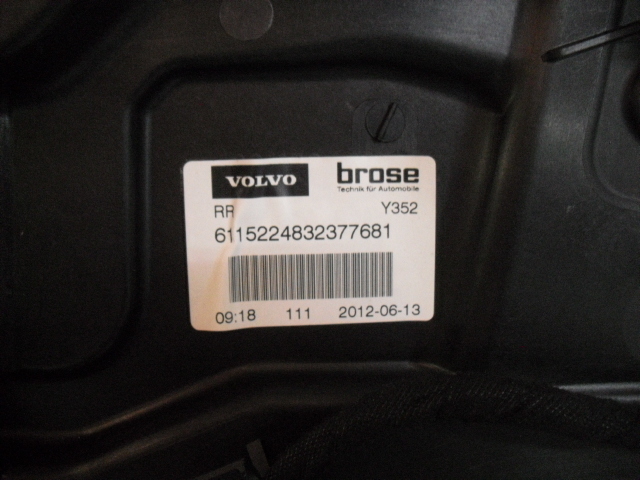 VOLVO brose
Technik für Automobile
RR Y352
6115224832377681
09:18 111 2012-06-13